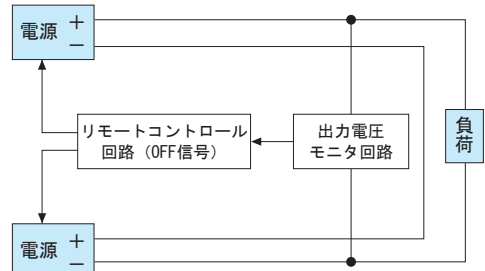 電源 +
−
リモートコントロール
回路（OFF信号）
出力電圧
モニタ回路
負荷
電源 +
−